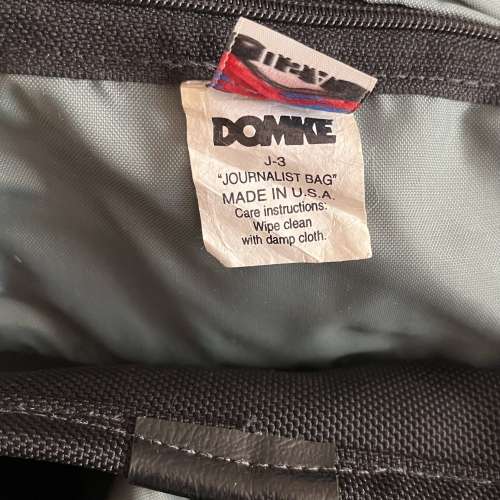 DOMKE
J-3
"JOURNALIST BAG"
MADE IN U.S.A.
Care instructions:
Wipe clean
with damp cloth.